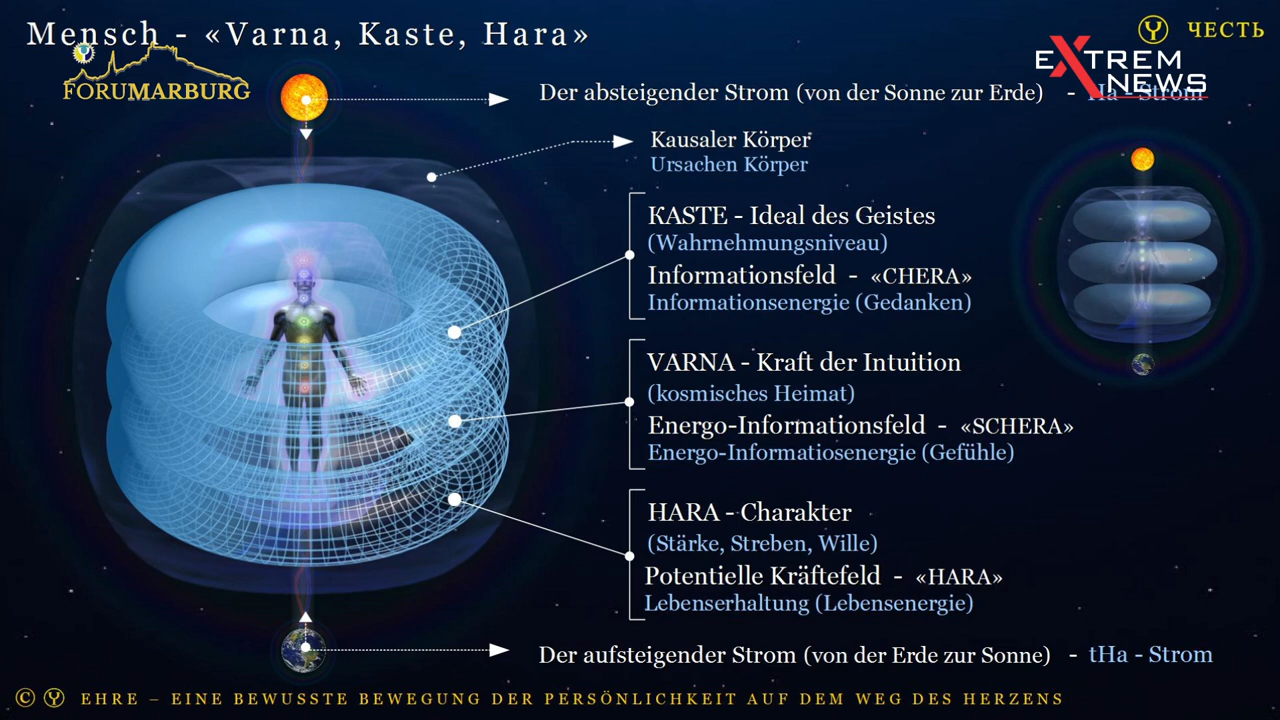 Mensch - «Varna, Kaste, Hara»
ЧЕСТЬ
EXTREM NEWS
FORUMARBURG
Der absteigender Strom (von der Sonne zur Erde) - Ha - Strom
Kausaler Körper
Ursachen Körper
KASTE - Ideal des Geistes
(Wahrnehmungsniveau)
Informationsfeld - «CHERA»
Informationsenergie (Gedanken)
VARNA - Kraft der Intuition
(kosmisches Heimat)
Energo-Informationsfeld - «SCHERA»
Energo-Informatiosenergie (Gefühle)
HARA - Charakter
(Stärke, Streben, Wille)
Potentielle Kräftefeld - «HARA»
Lebenserhaltung (Lebensenergie)
Der aufsteigender Strom (von der Erde zur Sonne) - tHa - Strom
© EHRE – EINE BEWUSSTE BEWEGUNG DER PERSÖNLICHKEIT AUF DEM WEG DES HERZENS